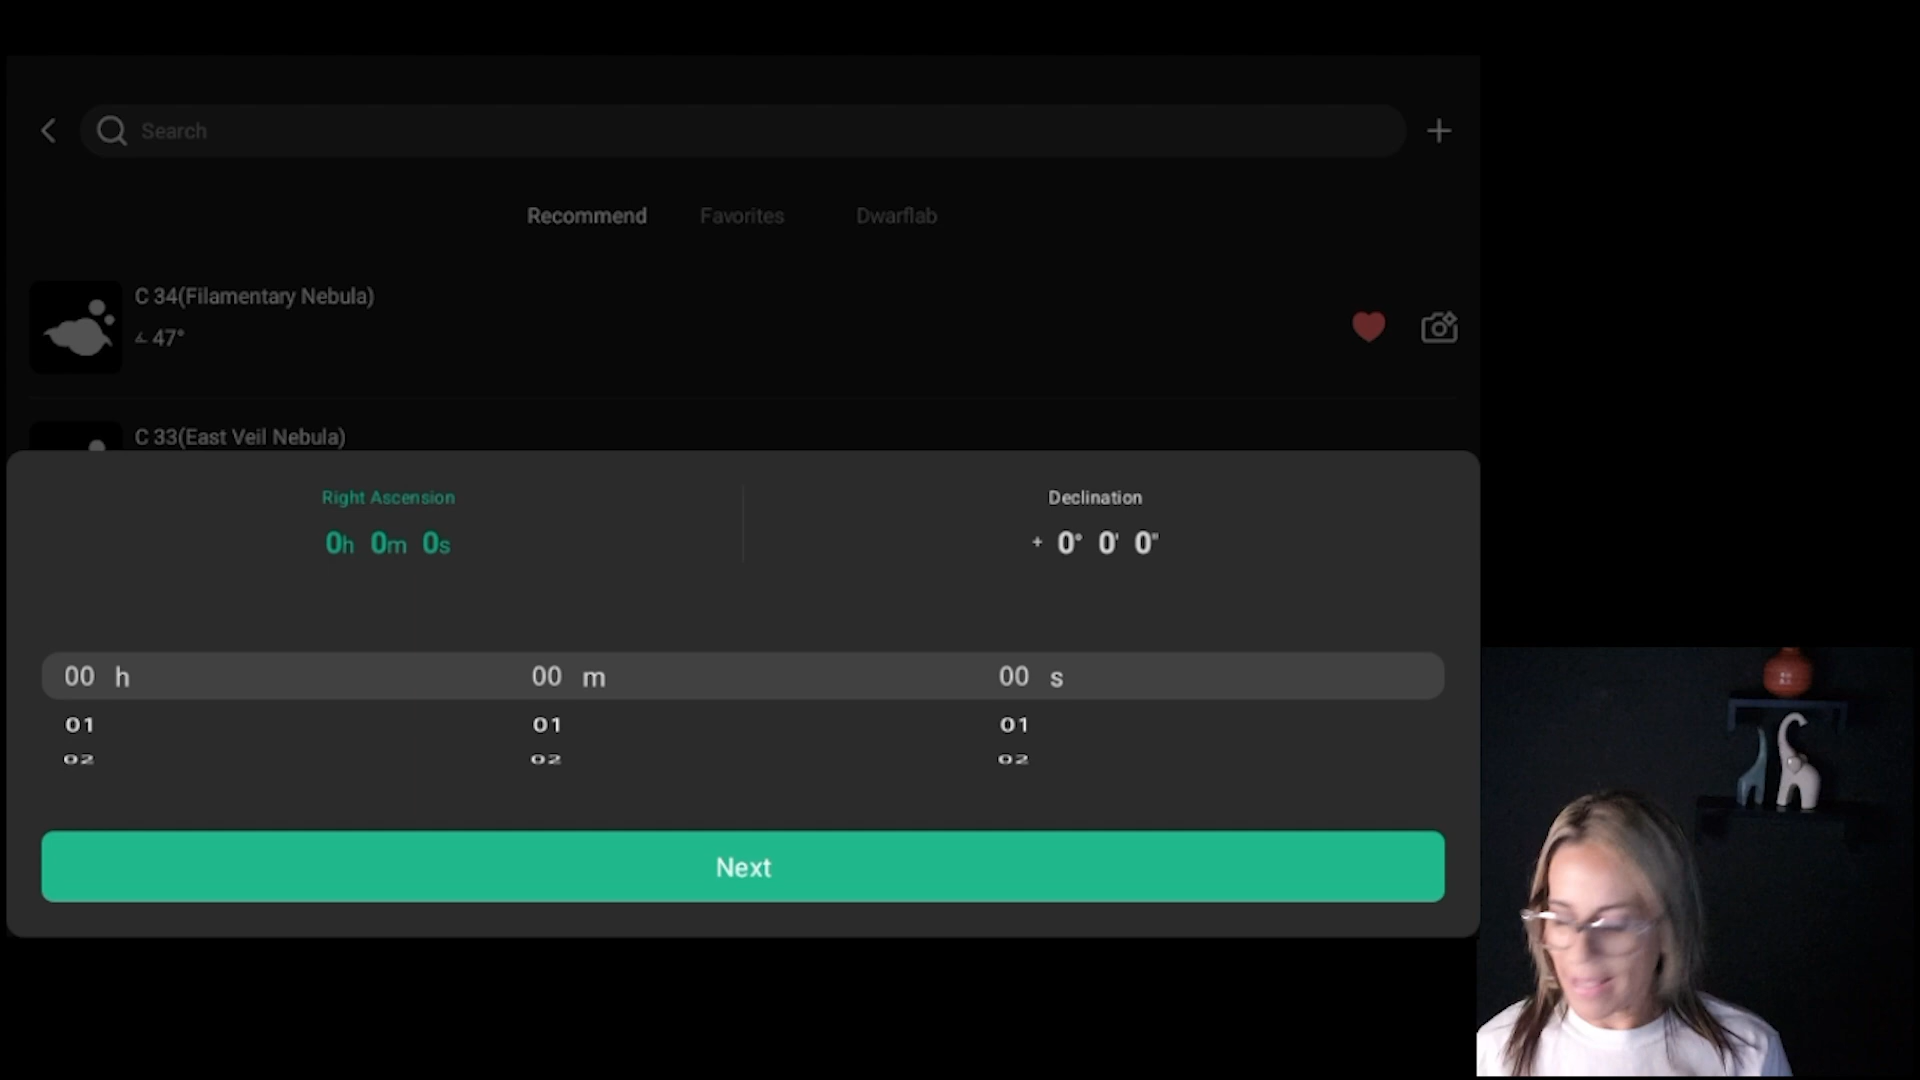 Search
Recommend Favorites Dwarflab
C 34(Filamentary Nebula)
47°
C 33(East Veil Nebula)
Right Ascension Declination
0h 0m 0s + 0° 0' 0"
00 h 00 m 00 s
01 01 01
02 02 02
Next